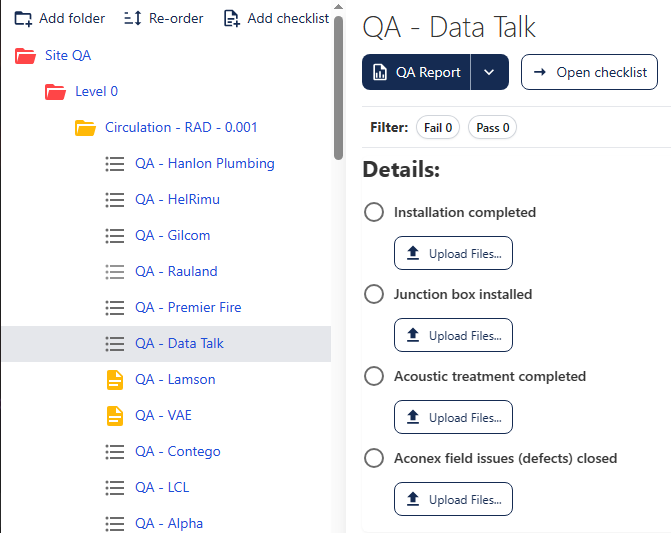 Add folder Re-order Add checklist
Site QA
Level 0
Circulation - RAD - 0.001
QA - Hanlon Plumbing
QA - HelRimu
QA - Gilcom
QA - Rauland
QA - Premier Fire
QA - Data Talk
QA - Lamson
QA - VAE
QA - Contego
QA - LCL
QA - Alpha
QA - Data Talk
QA Report Open checklist
Filter: Fail 0 Pass 0
Details:
Installation completed
Upload Files...
Junction box installed
Upload Files...
Acoustic treatment completed
Upload Files...
Aconex field issues (defects) closed
Upload Files...